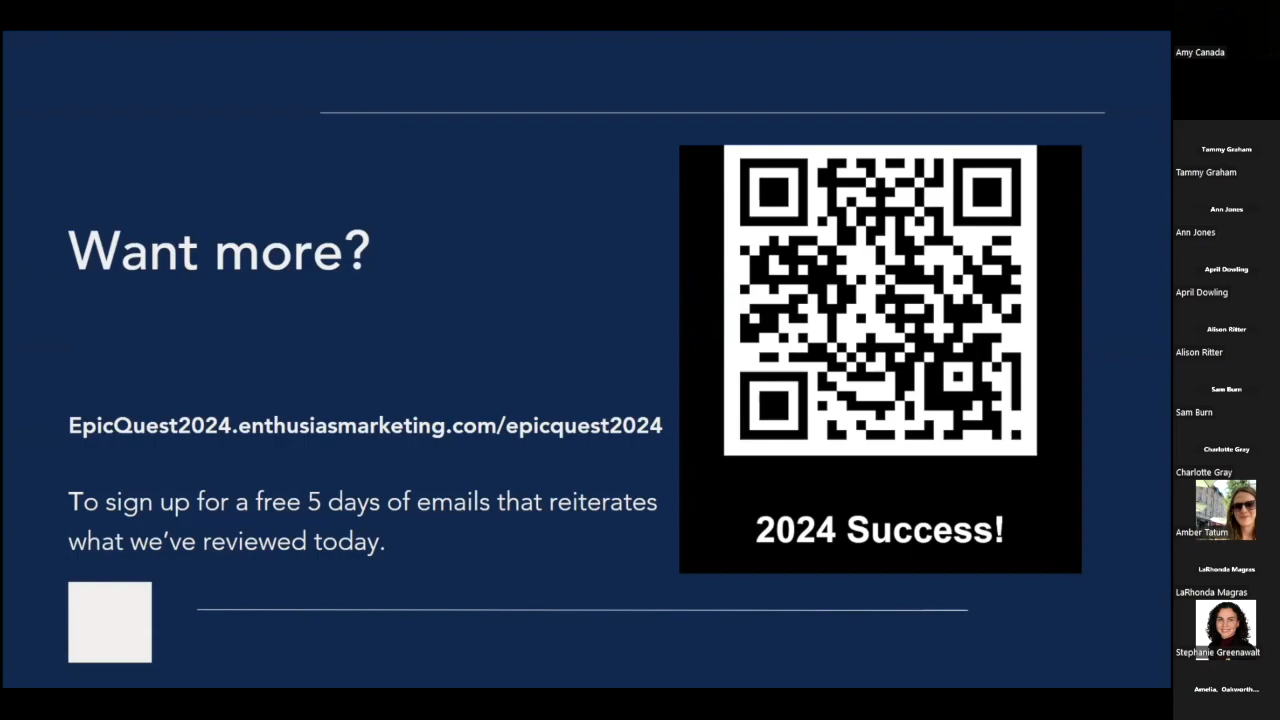 Want more?
EpicQuest2024.enthusiasmarketing.com/epicquest2024
To sign up for a free 5 days of emails that reiterates
what we've reviewed today.
2024 Success!
Amy Canada
Tammy Graham
Tammy Graham
Ann Jones
Ann Jones
April Dowling
April Dowling
Alison Ritter
Alison Ritter
Sam Burn
Sam Burn
Charlotte Gray
Charlotte Gray
Amber Tatum
LaRhonda Magras
LaRhonda Magras
Stephanie Greenawalt
Amelia, Oakworth...